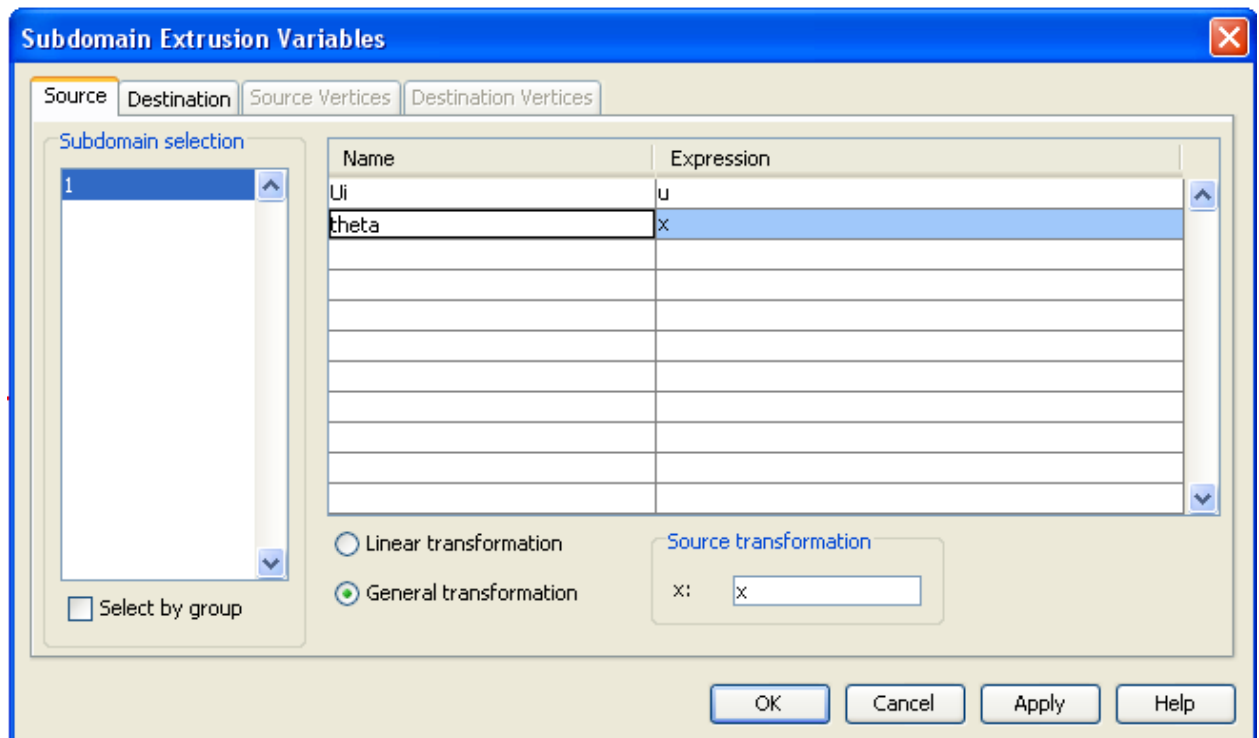 Subdomain Extrusion Variables
Source Destination Source Vertices Destination Vertices
Subdomain selection
1
Name Expression
Ui u
theta x
Linear transformation
General transformation
Source transformation
x: x
Select by group
OK Cancel Apply Help